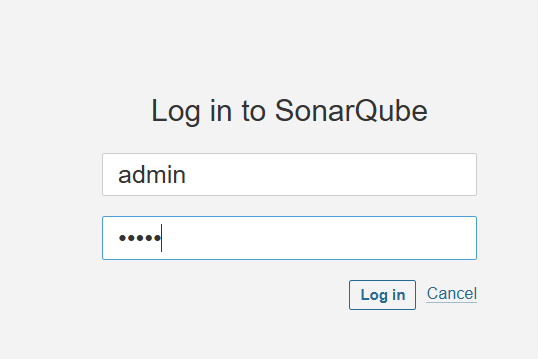 Log in to SonarQube
admin
•••••
Log in Cancel